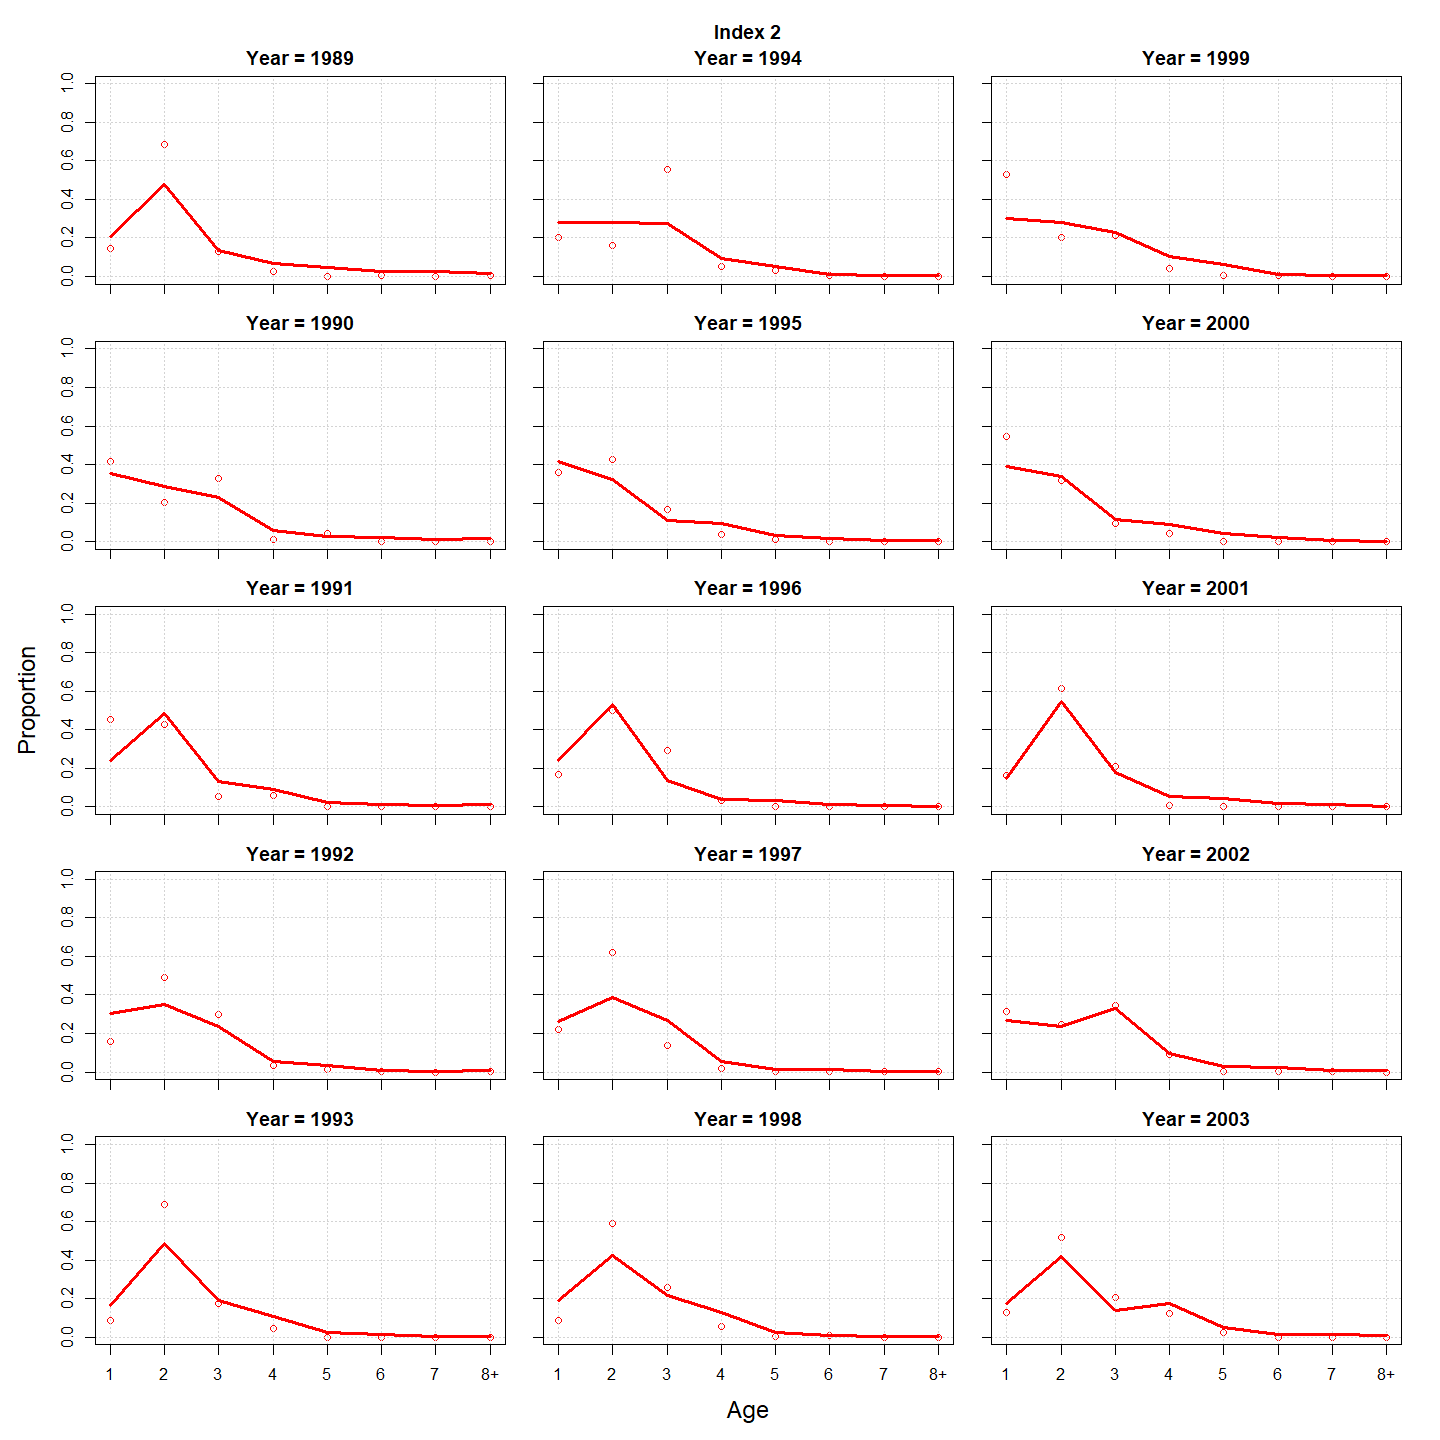 Index 2
Year = 1989 Year = 1994 Year = 1999
0.0 0.2 0.4 0.6 0.8 1.0
Year = 1990 Year = 1995 Year = 2000
0.0 0.2 0.4 0.6 0.8 1.0
Year = 1991 Year = 1996 Year = 2001
0.0 0.2 0.4 0.6 0.8 1.0
Proportion
Year = 1992 Year = 1997 Year = 2002
0.0 0.2 0.4 0.6 0.8 1.0
Year = 1993 Year = 1998 Year = 2003
0.0 0.2 0.4 0.6 0.8 1.0
1 2 3 4 5 6 7 8+ 1 2 3 4 5 6 7 8+ 1 2 3 4 5 6 7 8+
Age